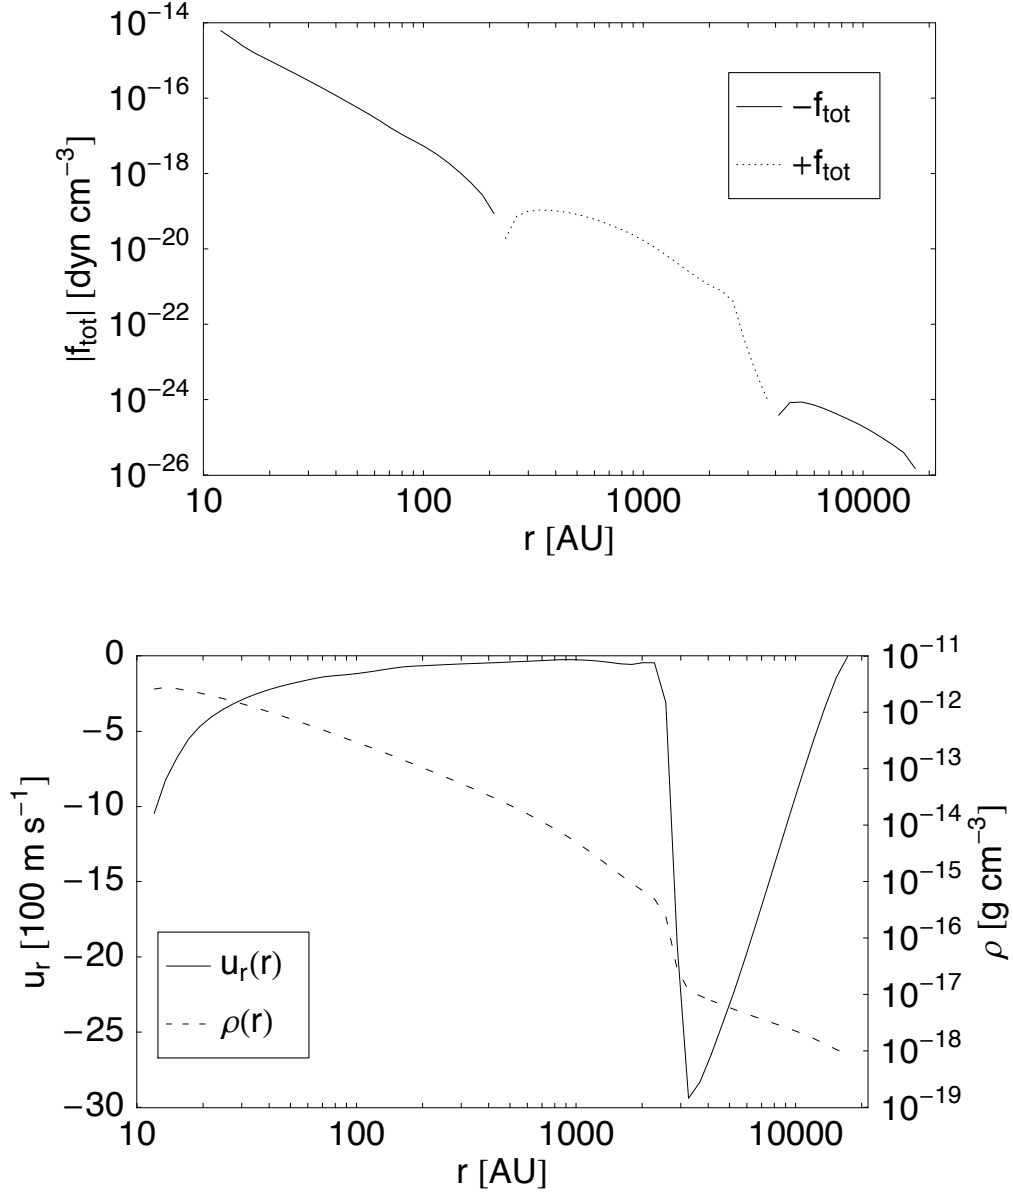 10⁻¹⁴
10⁻¹⁶
10⁻¹⁸
10⁻²⁰
10⁻²²
10⁻²⁴
10⁻²⁶
|f_tot| [dyn cm⁻³]
−f_tot
+f_tot
10 100 1000 10000
r [AU]
0
−5
−10
−15
−20
−25
−30
u_r [100 m s⁻¹]
u_r(r)
ρ(r)
10⁻¹¹
10⁻¹²
10⁻¹³
10⁻¹⁴
10⁻¹⁵
10⁻¹⁶
10⁻¹⁷
10⁻¹⁸
10⁻¹⁹
ρ [g cm⁻³]
10 100 1000 10000
r [AU]